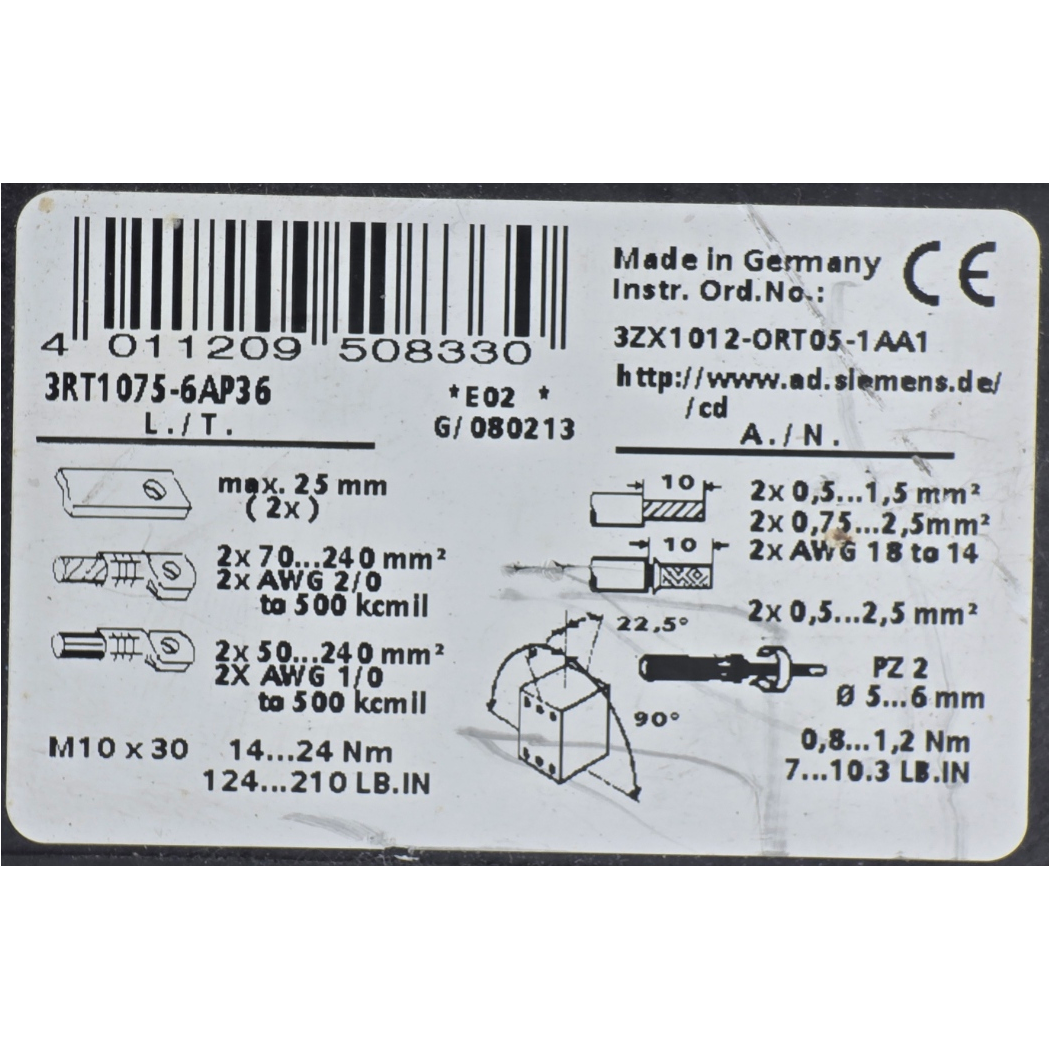 4 011209 508330
3RT1075-6AP36
*E02 *
G/080213
L./T.
max. 25 mm
(2x)
2x 70...240 mm²
2x AWG 2/0
to 500 kcmil
2x 50...240 mm²
2X AWG 1/0
to 500 kcmil
M10 x 30
14...24 Nm
124...210 LB.IN
Made in Germany
CE
Instr. Ord.No.:
3ZX1012-0RT05-1AA1
http://www.ad.siemens.de/
/cd
A./N.
10
2x 0,5...1,5 mm²
2x 0,75...2,5mm²
10
2x AWG 18 to 14
2x 0,5...2,5 mm²
22,5°
90°
PZ 2
Ø 5...6 mm
0,8...1,2 Nm
7...10.3 LB.IN